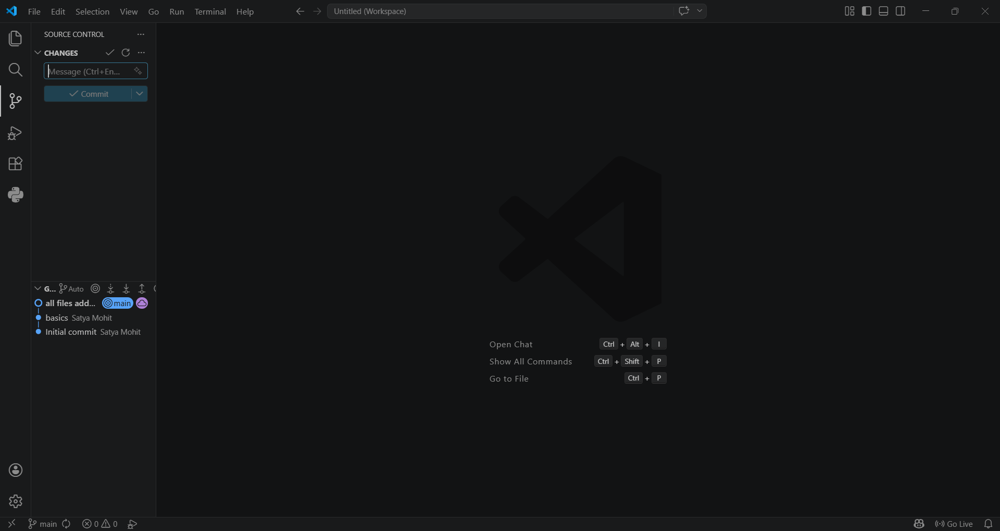 File Edit Selection View Go Run Terminal Help Untitled (Workspace)
SOURCE CONTROL
CHANGES
Message (Ctrl+En...
Commit
G... Auto
all files add... main
basics Satya Mohit
Initial commit Satya Mohit
Open Chat Ctrl + Alt + I
Show All Commands Ctrl + Shift + P
Go to File Ctrl + P
main 0 0 Go Live